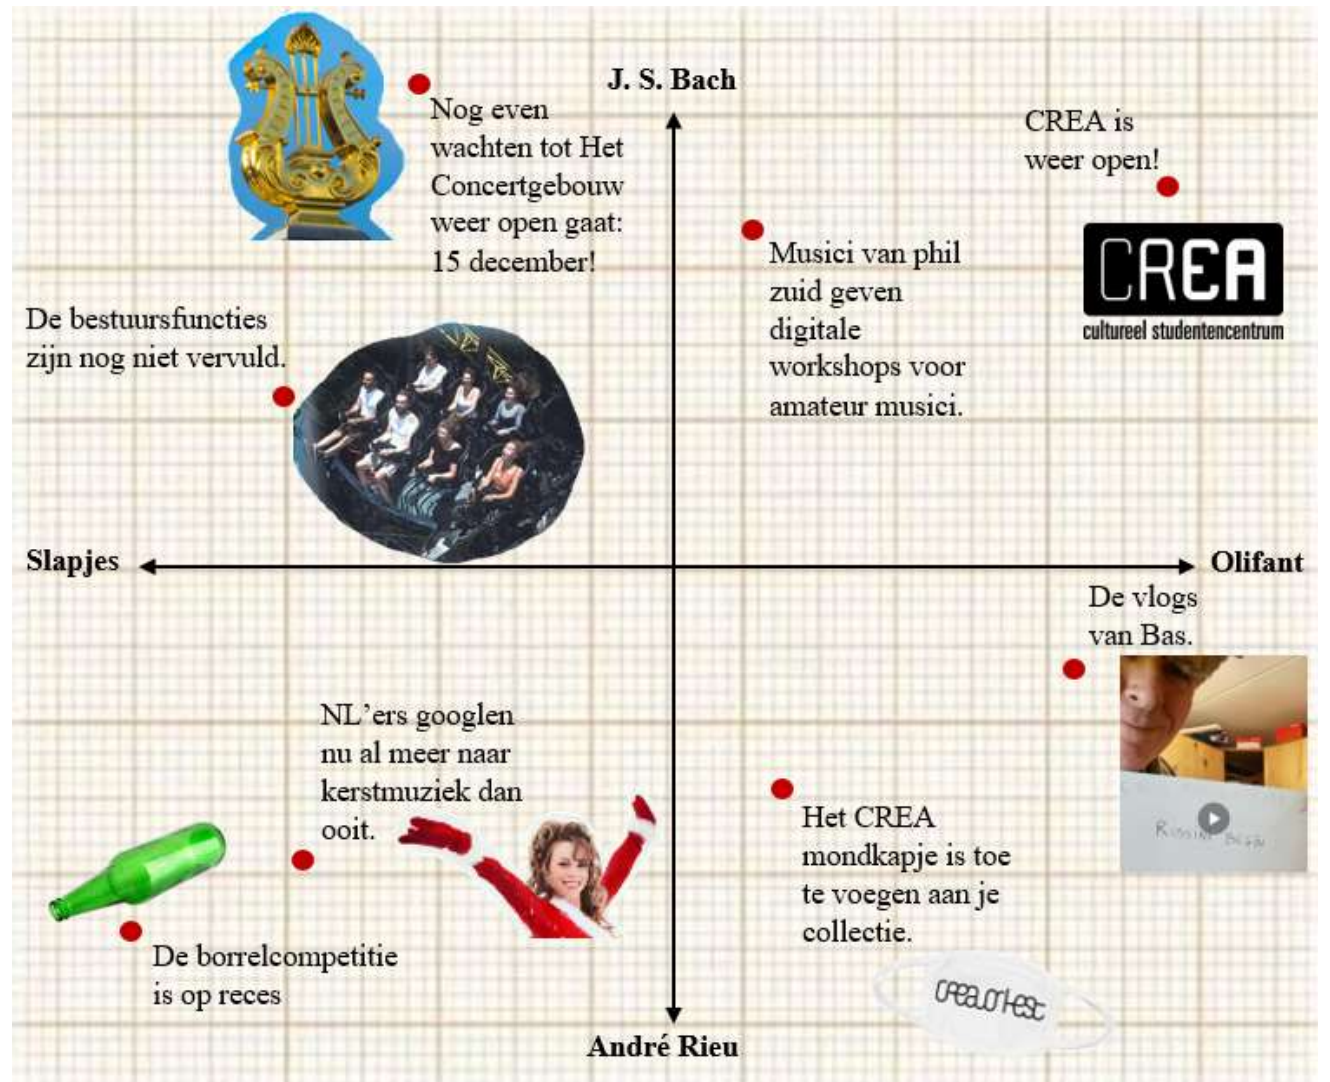 J. S. Bach
Nog even
wachten tot Het
Concertgebouw
weer open gaat:
15 december!
CREA is
weer open!
Musici van phil
zuid geven
digitale
workshops voor
amateur musici.
CREA
cultureel studentencentrum
De bestuursfuncties
zijn nog niet vervuld.
Slapjes
Olifant
De vlogs
van Bas.
NL’ers googlen
nu al meer naar
kerstmuziek dan
ooit.
Het CREA
mondkapje is toe
te voegen aan je
collectie.
De borrelcompetitie
is op reces
crea orkest
André Rieu